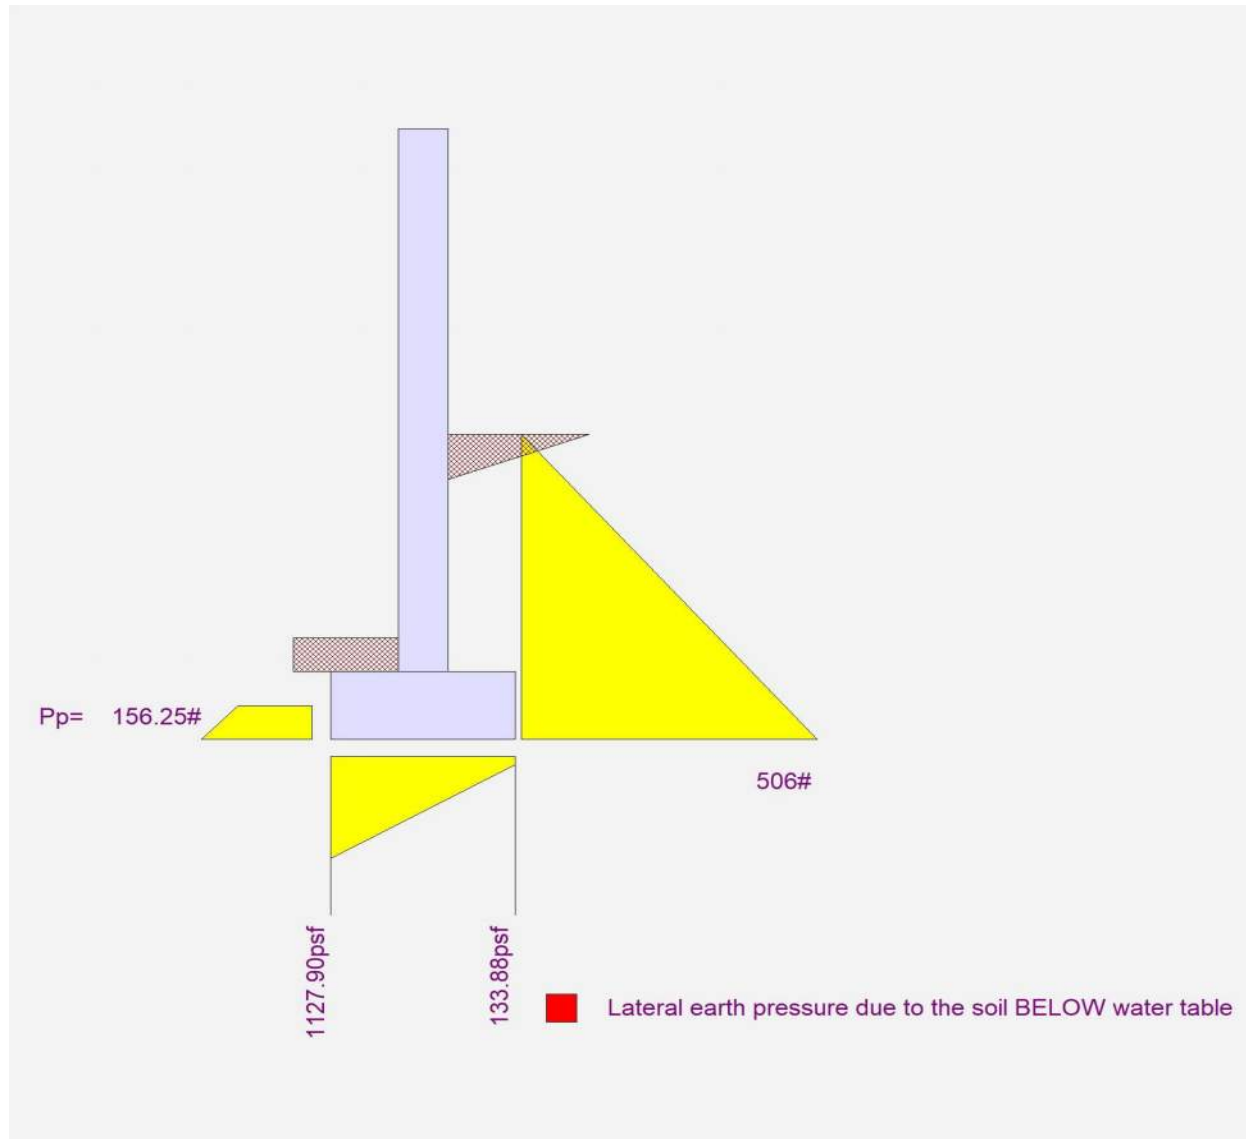 Pp= 156.25#
506#
1127.90psf
133.88psf
Lateral earth pressure due to the soil BELOW water table